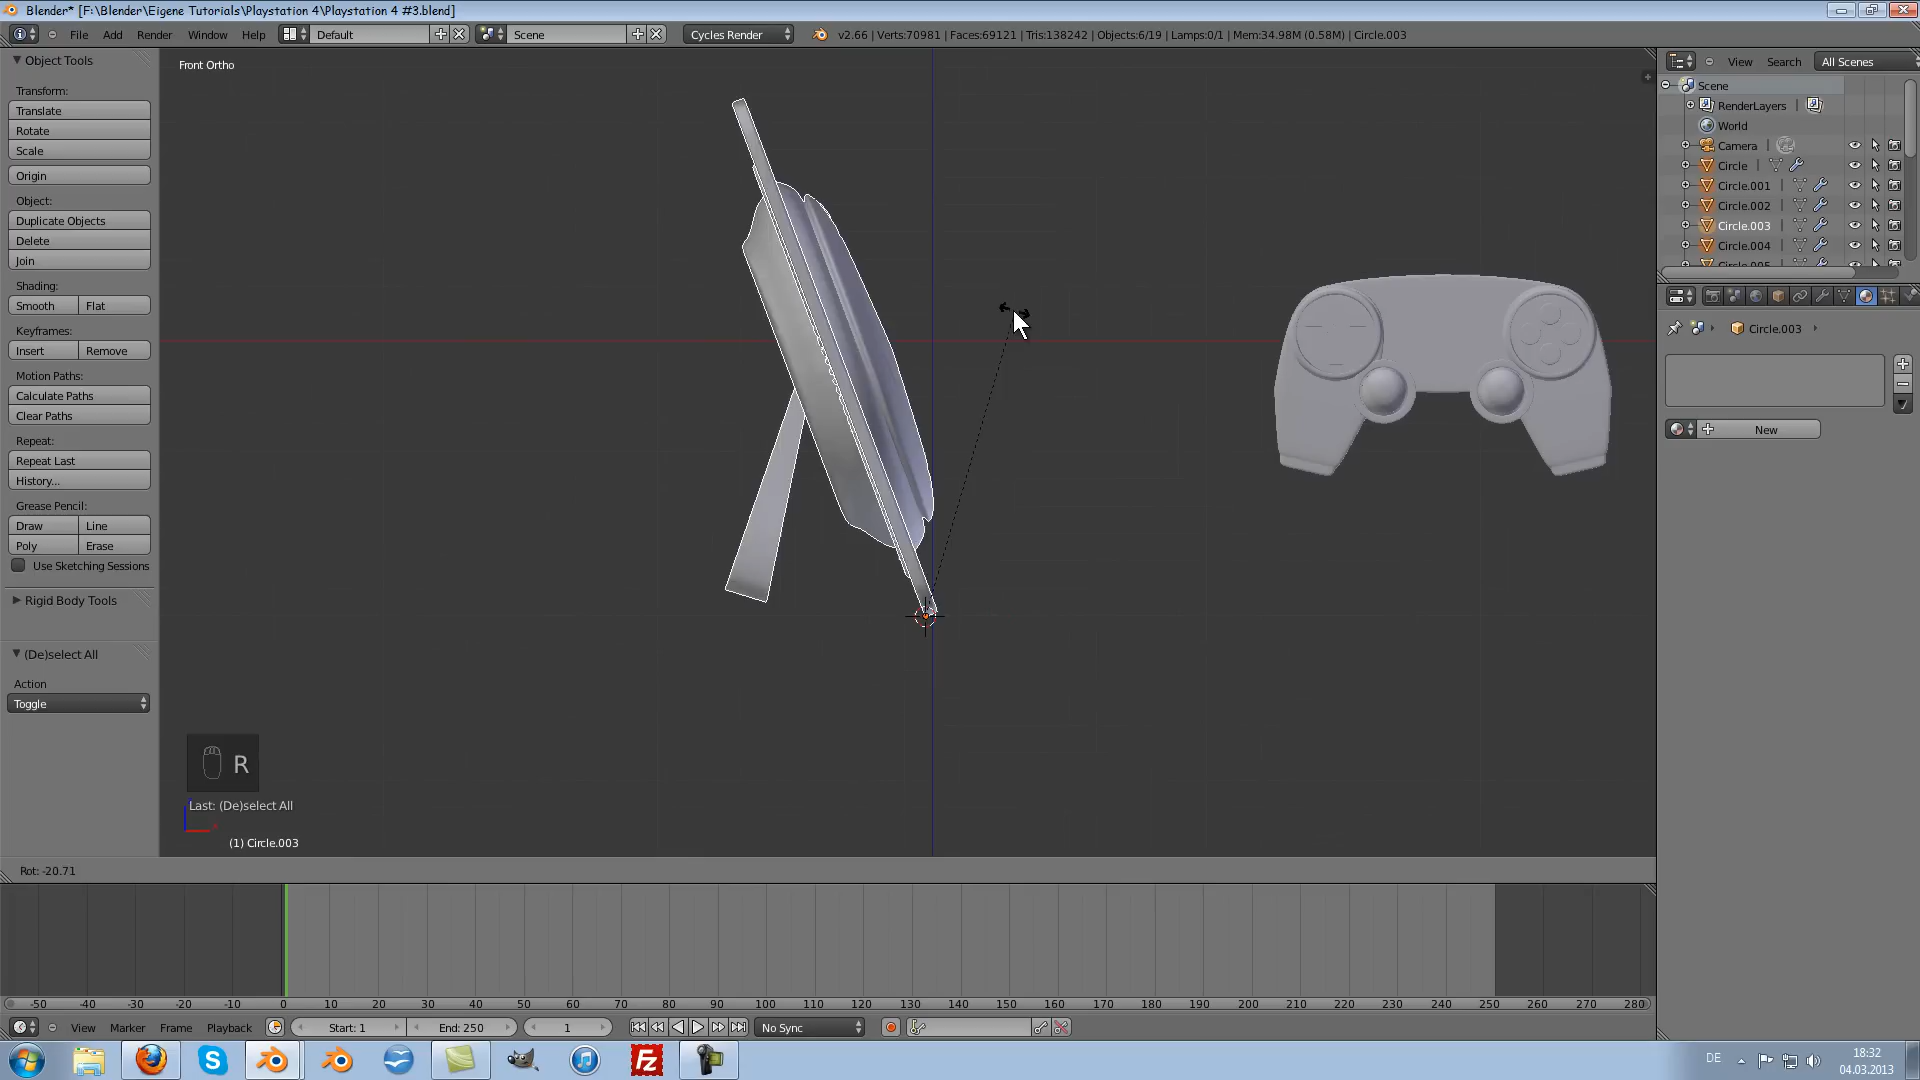 Blender* [F:\Blender\Eigene Tutorials\Playstation 4\Playstation 4 #3.blend]
File Add Render Window Help Default Scene Cycles Render v2.66 | Verts:70981 | Faces:69121 | Tris:138242 | Objects:6/19 | Lamps:0/1 | Mem:34.98M (0.58M) | Circle.003
Object Tools
Transform:
Translate
Rotate
Scale
Origin
Object:
Duplicate Objects
Delete
Join
Shading:
Smooth Flat
Keyframes:
Insert Remove
Motion Paths:
Calculate Paths
Clear Paths
Repeat:
Repeat Last
History...
Grease Pencil:
Draw Line
Poly Erase
Use Sketching Sessions
Rigid Body Tools
(De)select All
Action
Toggle
Front Ortho
R
Last: (De)select All
(1) Circle.003
Rot: -20.71
View Search All Scenes
Scene
RenderLayers
World
Camera
Circle
Circle.001
Circle.002
Circle.003
Circle.004
Circle.003
New
-50 -40 -30 -20 -10 0 10 20 30 40 50 60 70 80 90 100 110 120 130 140 150 160 170 180 190 200 210 220 230 240 250 260 270 280
View Marker Frame Playback Start: 1 End: 250 1 No Sync
DE
18:32
04.03.2013